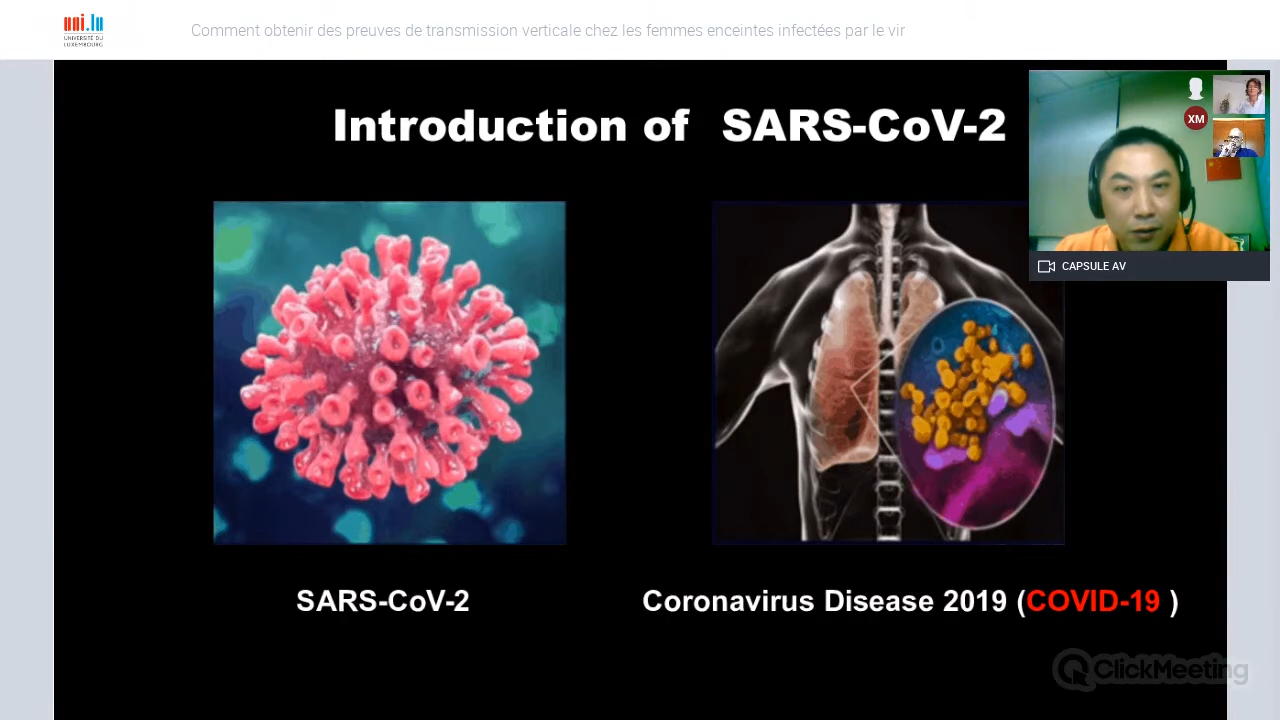 uni.lu
UNIVERSITÉ DU
LUXEMBOURG
Comment obtenir des preuves de transmission verticale chez les femmes enceintes infectées par le vir
Introduction of SARS-CoV-2
XM
CAPSULE AV
SARS-CoV-2
Coronavirus Disease 2019 (COVID-19 )
ClickMeeting